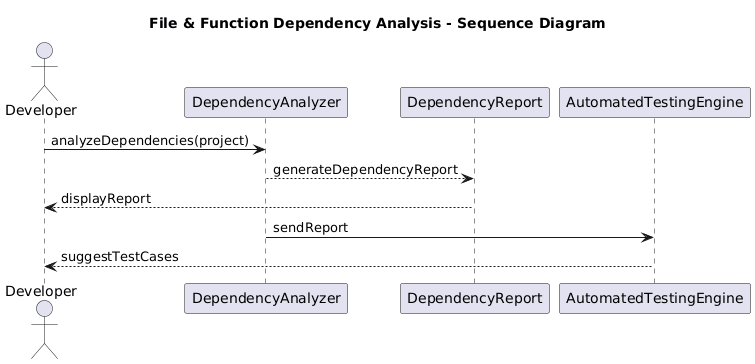 File & Function Dependency Analysis - Sequence Diagram
Developer
DependencyAnalyzer
DependencyReport
AutomatedTestingEngine
analyzeDependencies(project)
generateDependencyReport
displayReport
sendReport
suggestTestCases
Developer
DependencyAnalyzer
DependencyReport
AutomatedTestingEngine